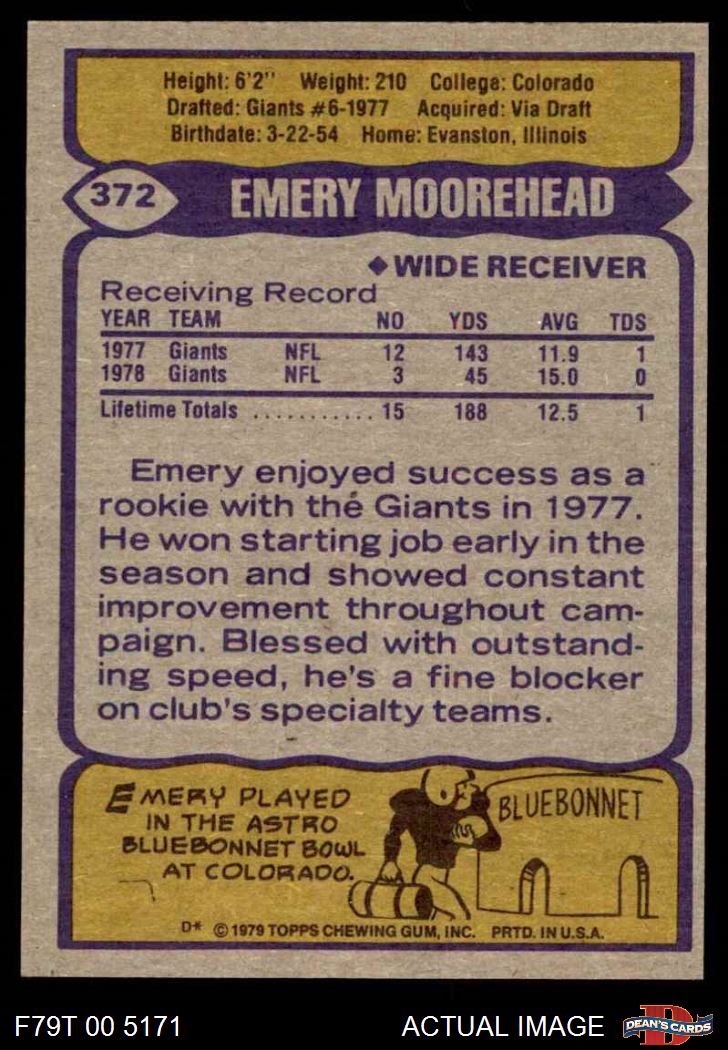 Height: 6'2" Weight: 210 College: Colorado
Drafted: Giants #6-1977 Acquired: Via Draft
Birthdate: 3-22-54 Home: Evanston, Illinois
372 EMERY MOOREHEAD
◆ WIDE RECEIVER
Receiving Record
YEAR TEAM NO YDS AVG TDS
1977 Giants NFL 12 143 11.9 1
1978 Giants NFL 3 45 15.0 0
Lifetime Totals ............ 15 188 12.5 1
Emery enjoyed success as a
rookie with the Giants in 1977.
He won starting job early in the
season and showed constant
improvement throughout cam-
paign. Blessed with outstand-
ing speed, he's a fine blocker
on club's specialty teams.
EMERY PLAYED
IN THE ASTRO
BLUEBONNET BOWL
AT COLORADO.
BLUEBONNET
D* © 1979 TOPPS CHEWING GUM, INC. PRTD. IN U.S.A.
F79T 00 5171 ACTUAL IMAGE D DEAN'S CARDS